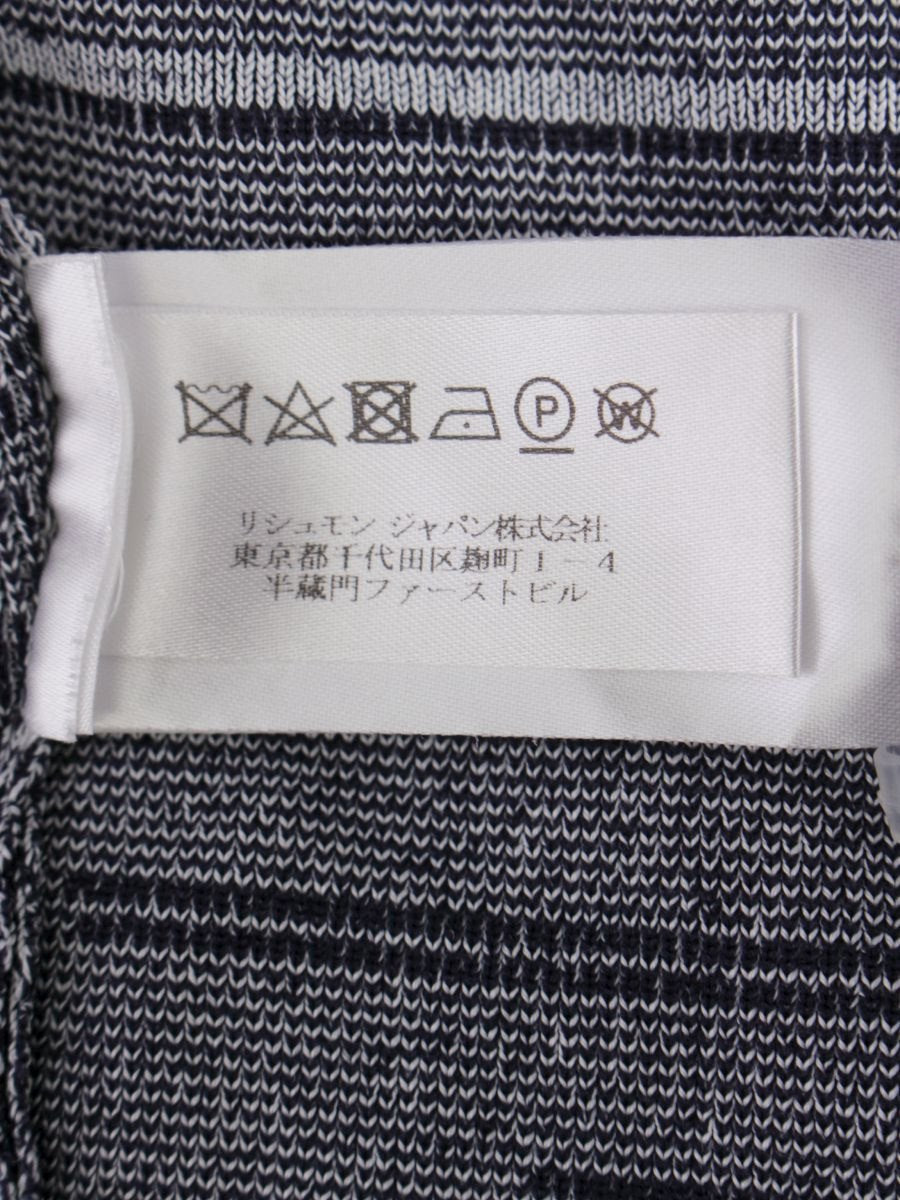 P W
リシュモン ジャパン株式会社
東京都千代田区麹町１－４
半蔵門ファーストビル